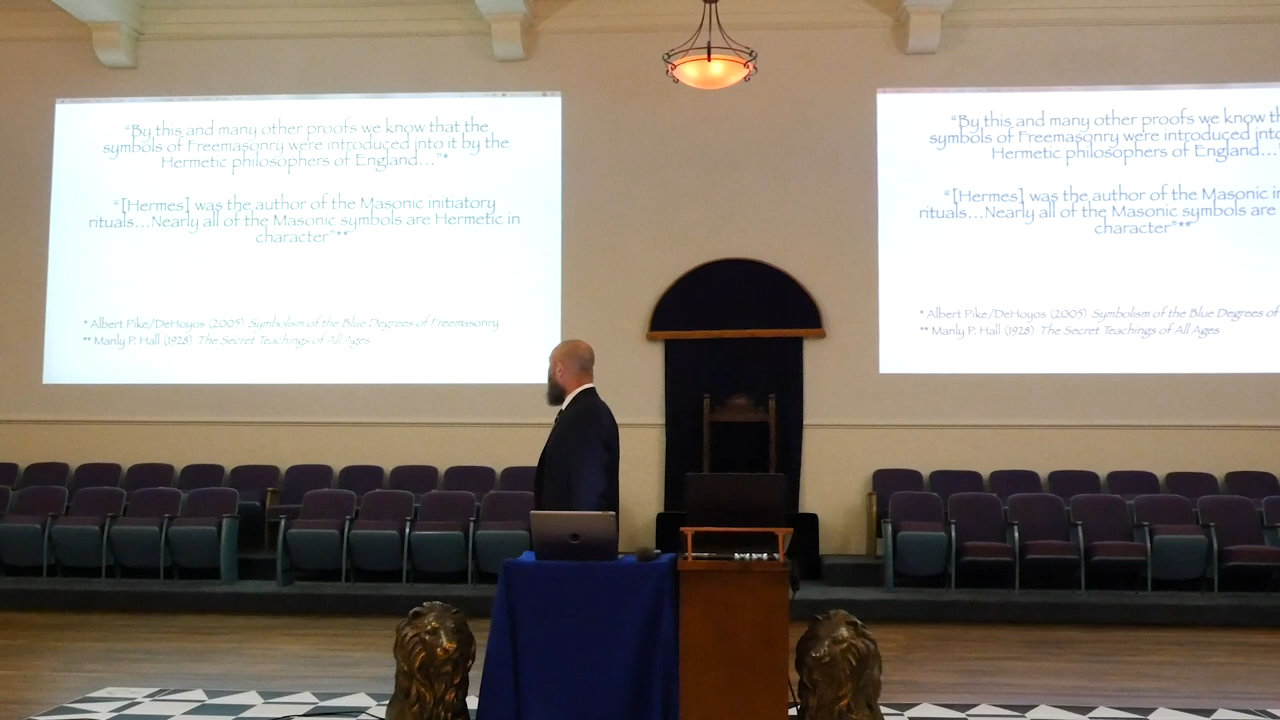 “By this and many other proofs we know that the
symbols of Freemasonry were introduced into it by the
Hermetic philosophers of England...”*
“[Hermes] was the author of the Masonic initiatory
rituals...Nearly all of the Masonic symbols are Hermetic in
character”**
* Albert Pike/DeHoyos (2005) Symbolism of the Blue Degrees of Freemasonry
** Manly P. Hall (1928) The Secret Teachings of All Ages
“By this and many other proofs we know th
symbols of Freemasonry were introduced into
Hermetic philosophers of England...”
“[Hermes] was the author of the Masonic in
rituals...Nearly all of the Masonic symbols are
character”**
* Albert Pike/DeHoyos (2005) Symbolism of the Blue Degrees of
** Manly P. Hall (1928) The Secret Teachings of All Ages